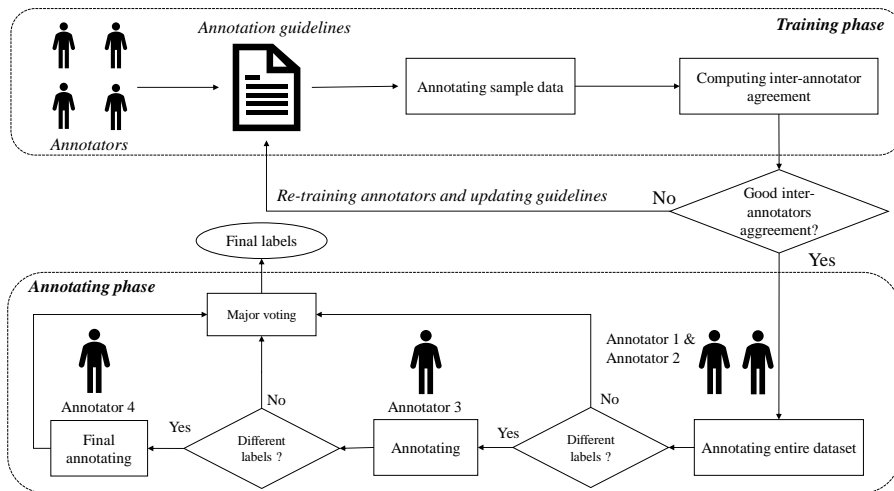 Annotation guidelines
Training phase
Annotating sample data
Computing inter-annotator
agreement
Annotators
Re-training annotators and updating guidelines
No
Good inter-
annotators
aggreement?
Yes
Final labels
Annotating phase
Major voting
Annotator 1 &
Annotator 2
Annotator 4
No
Annotator 3
No
Final
annotating
Yes
Different
labels ?
Annotating
Yes
Different
labels ?
Annotating entire dataset